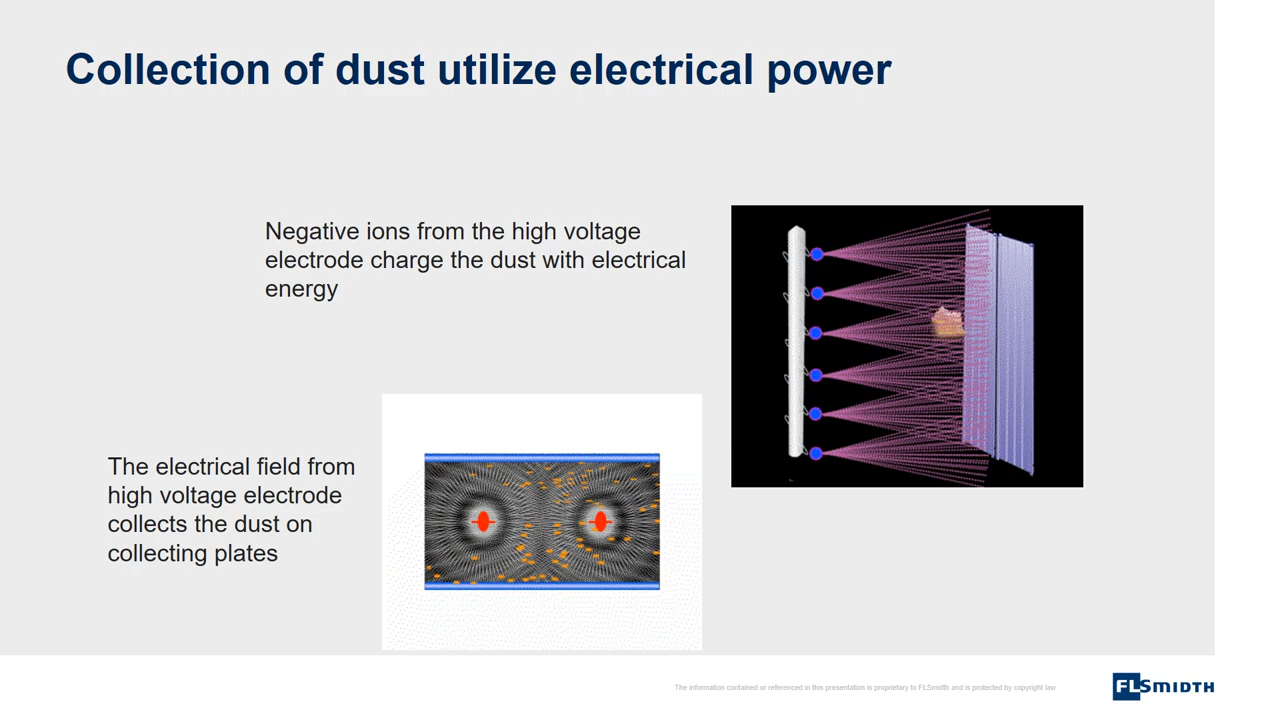 Collection of dust utilize electrical power
Negative ions from the high voltage
electrode charge the dust with electrical
energy
The electrical field from
high voltage electrode
collects the dust on
collecting plates
The information contained or referenced in this presentation is proprietary to FLSmidth and is protected by copyright law
FLSMIDTH